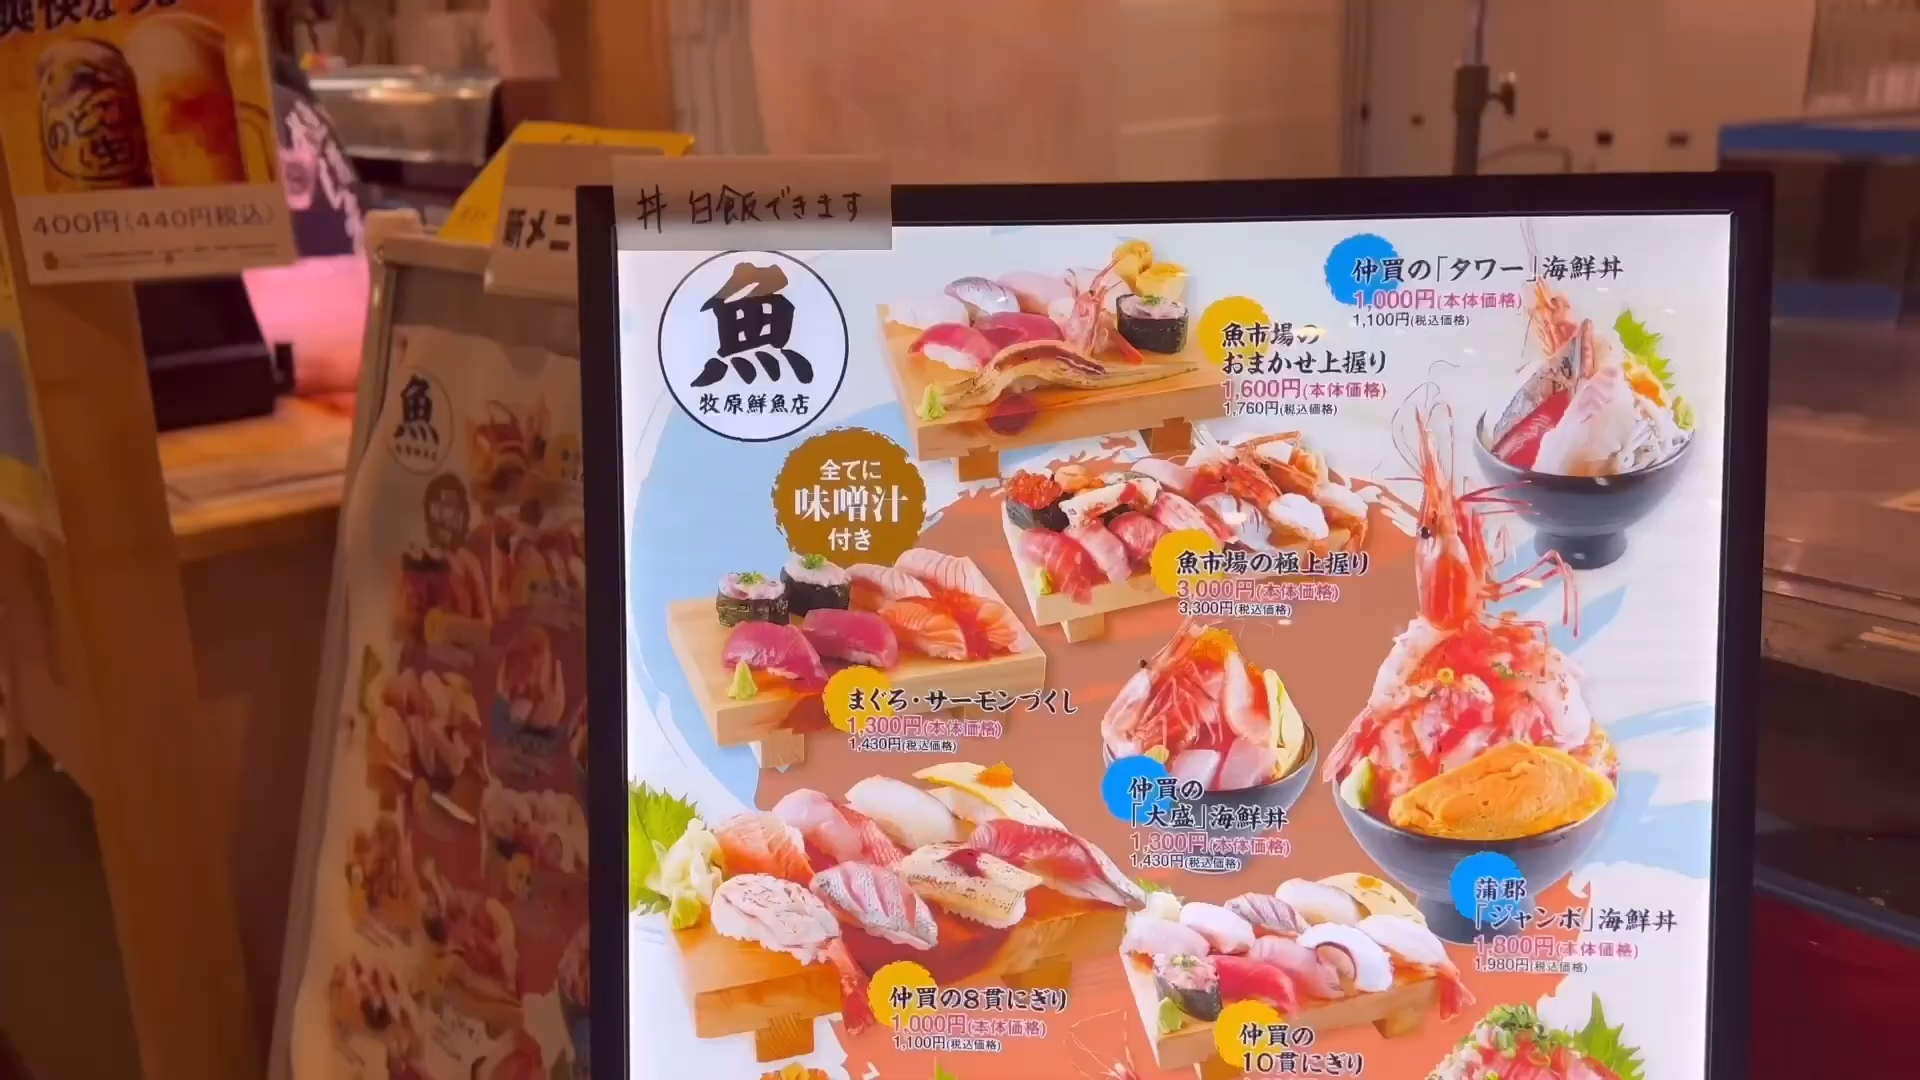 爽快な
のどごし
生
400円(440円税込)
新メニ
丼 白飯できます
魚
牧原鮮魚店
魚
全てに
味噌汁
付き
仲買の「タワー」海鮮丼
1,000円(本体価格)
1,100円(税込価格)
魚市場の
おまかせ上握り
1,600円(本体価格)
1,760円(税込価格)
魚市場の極上握り
3,000円(本体価格)
3,300円(税込価格)
まぐろ・サーモンづくし
1,300円(本体価格)
1,430円(税込価格)
仲買の
「大盛」海鮮丼
1,300円(本体価格)
1,430円(税込価格)
蒲郡
「ジャンボ」海鮮丼
1,800円(本体価格)
1,980円(税込価格)
仲買の8貫にぎり
1,000円(本体価格)
1,100円(税込価格)
仲買の
10貫にぎり